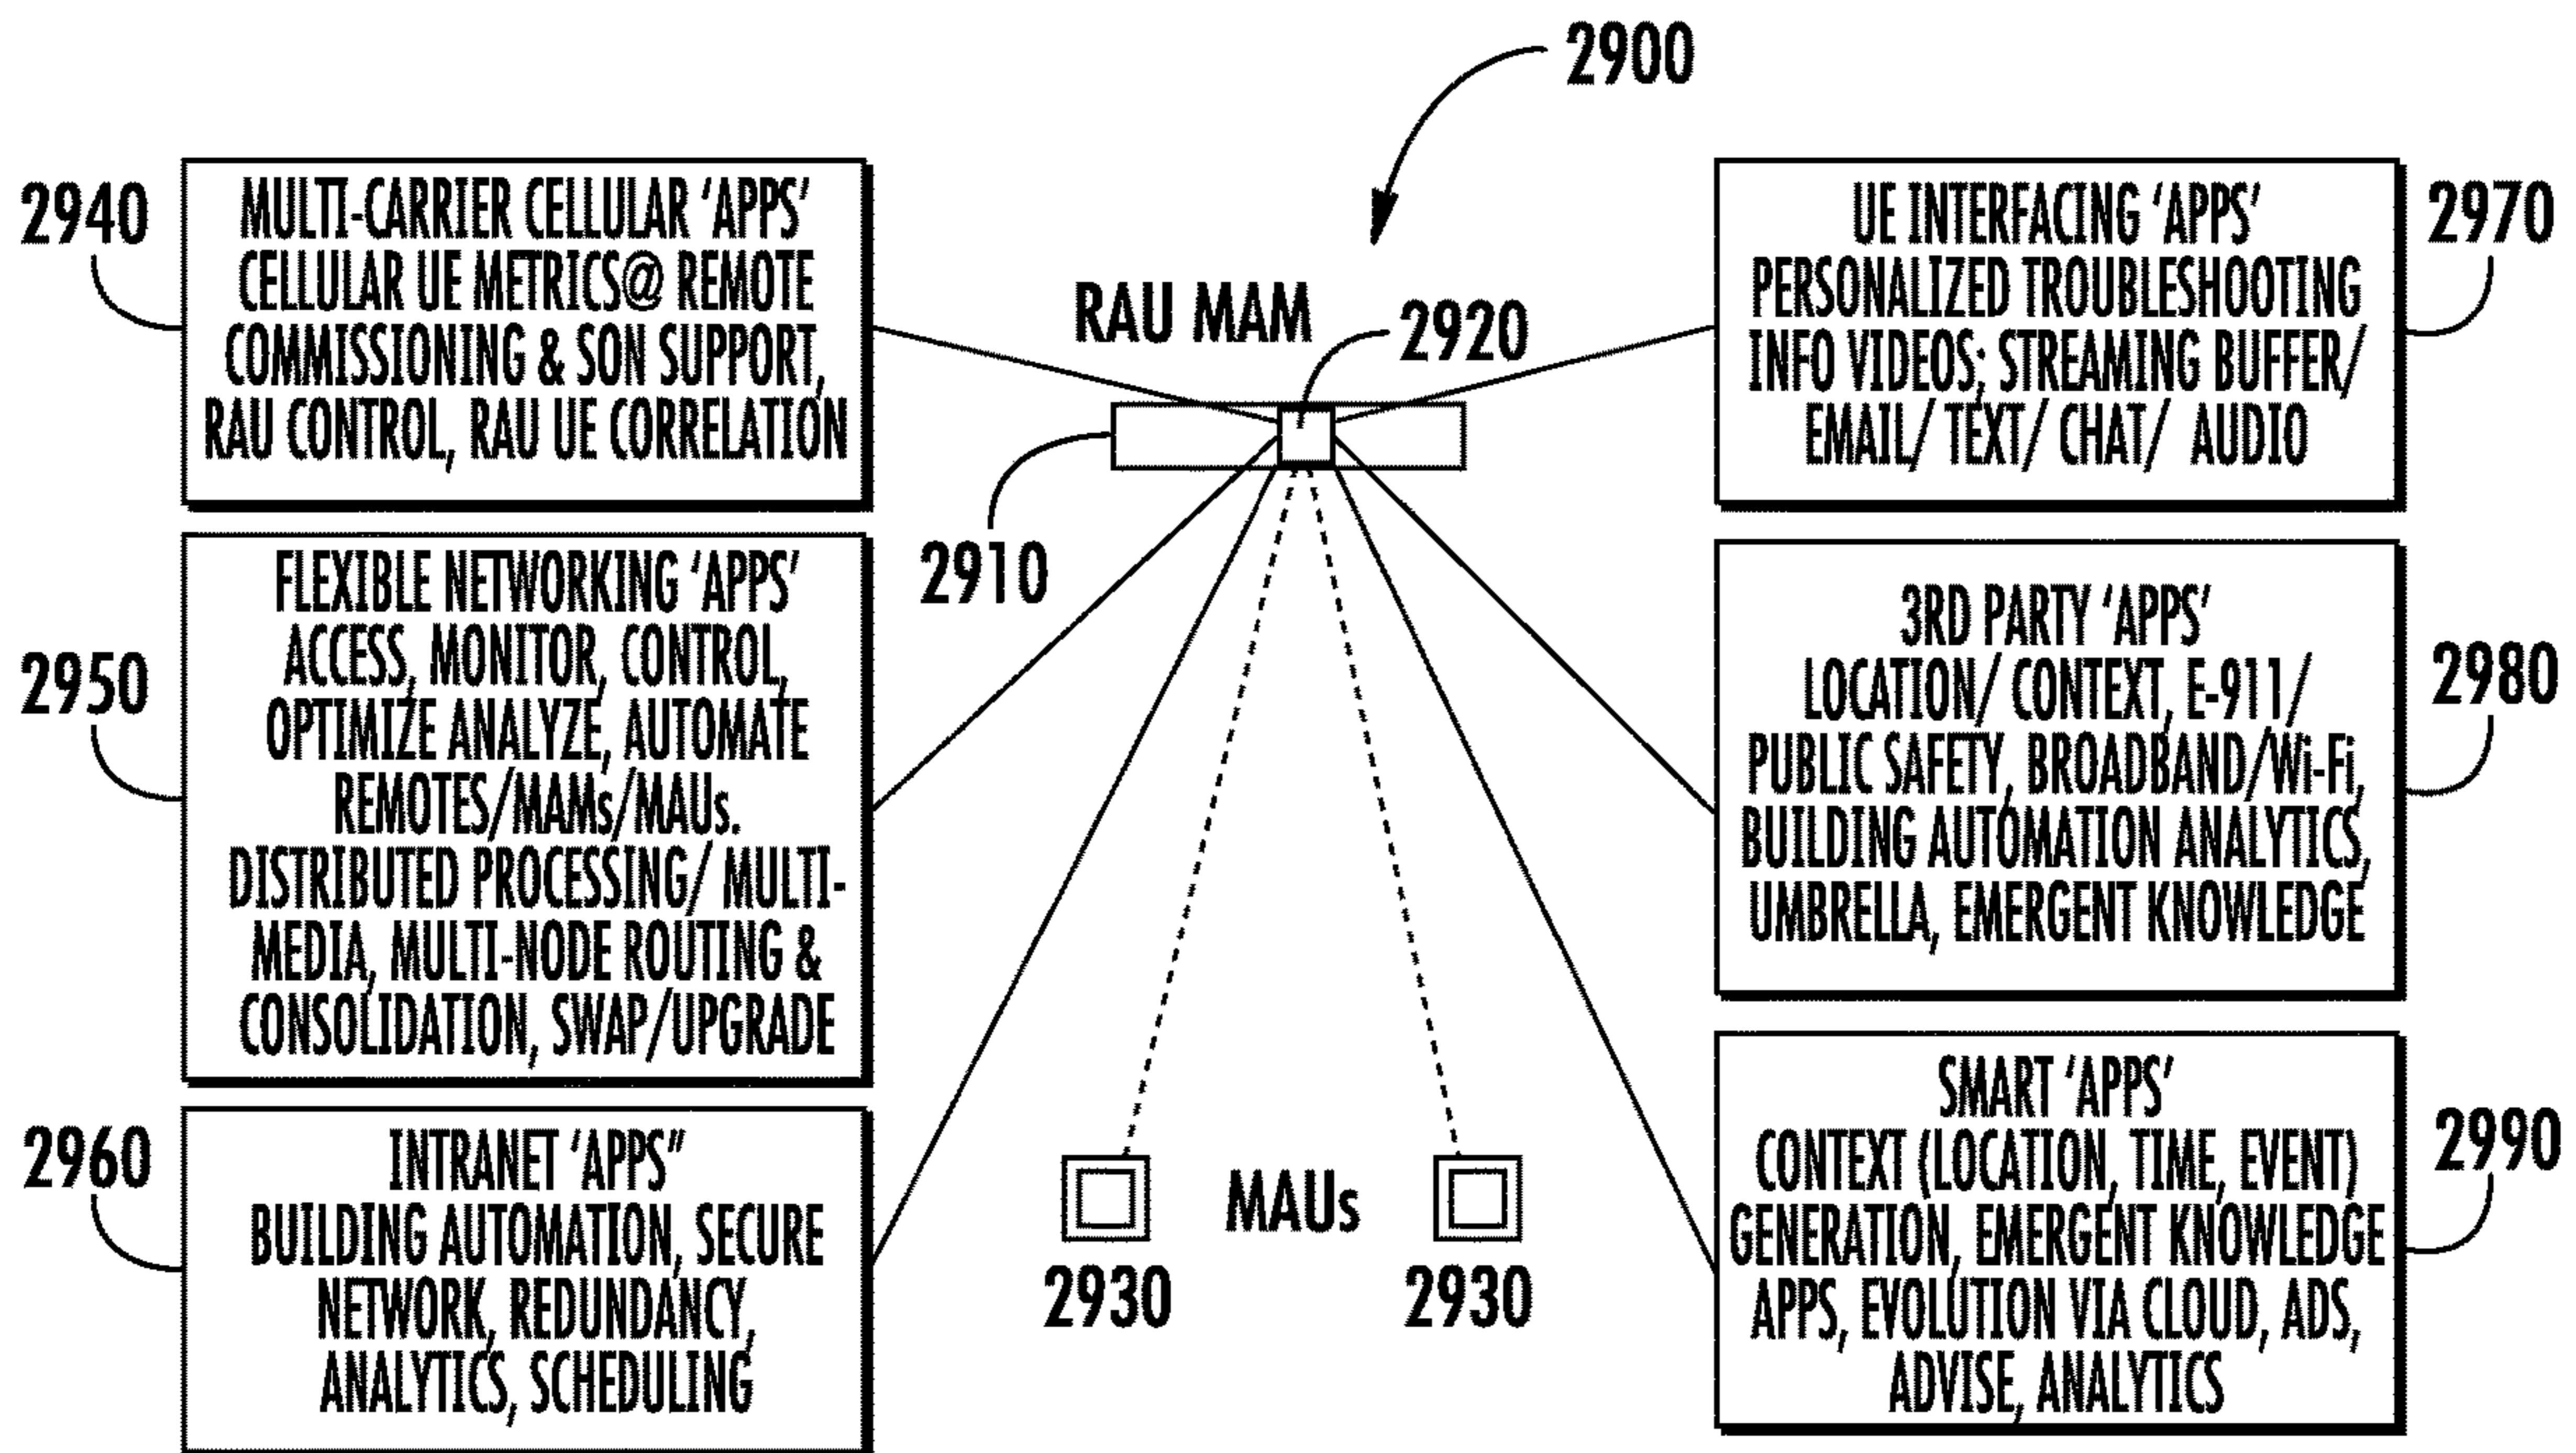 2900
2940
MULTI-CARRIER CELLULAR 'APPS'
CELLULAR UE METRICS@ REMOTE
COMMISSIONING & SON SUPPORT,
RAU CONTROL, RAU UE CORRELATION
RAU MAM
2920
2910
UE INTERFACING 'APPS'
PERSONALIZED TROUBLESHOOTING
INFO VIDEOS; STREAMING BUFFER/
EMAIL/ TEXT/ CHAT/ AUDIO
2970
2950
FLEXIBLE NETWORKING 'APPS'
ACCESS, MONITOR, CONTROL,
OPTIMIZE ANALYZE, AUTOMATE
REMOTES/MAMs/MAUs.
DISTRIBUTED PROCESSING/ MULTI-
MEDIA, MULTI-NODE ROUTING &
CONSOLIDATION, SWAP/UPGRADE
3RD PARTY 'APPS'
LOCATION/ CONTEXT, E-911/
PUBLIC SAFETY, BROADBAND/Wi-Fi,
BUILDING AUTOMATION ANALYTICS,
UMBRELLA, EMERGENT KNOWLEDGE
2980
2960
INTRANET 'APPS"
BUILDING AUTOMATION, SECURE
NETWORK, REDUNDANCY,
ANALYTICS, SCHEDULING
MAUs
2930
2930
SMART 'APPS'
CONTEXT (LOCATION, TIME, EVENT)
GENERATION, EMERGENT KNOWLEDGE
APPS, EVOLUTION VIA CLOUD, ADS,
ADVISE, ANALYTICS
2990